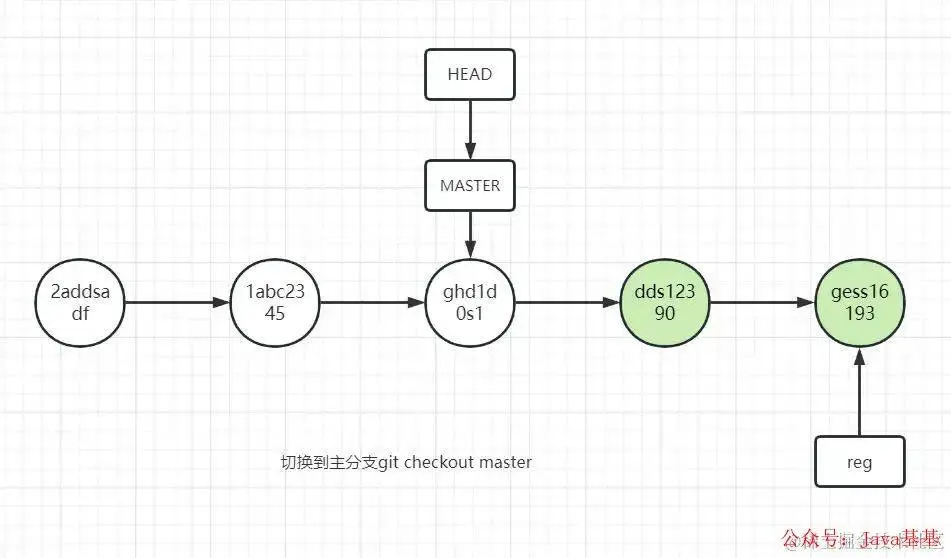 HEAD
MASTER
2addsa
df
1abc23
45
ghd1d
0s1
dds123
90
gess16
193
切换到主分支git checkout master
reg
公众号：Java基基